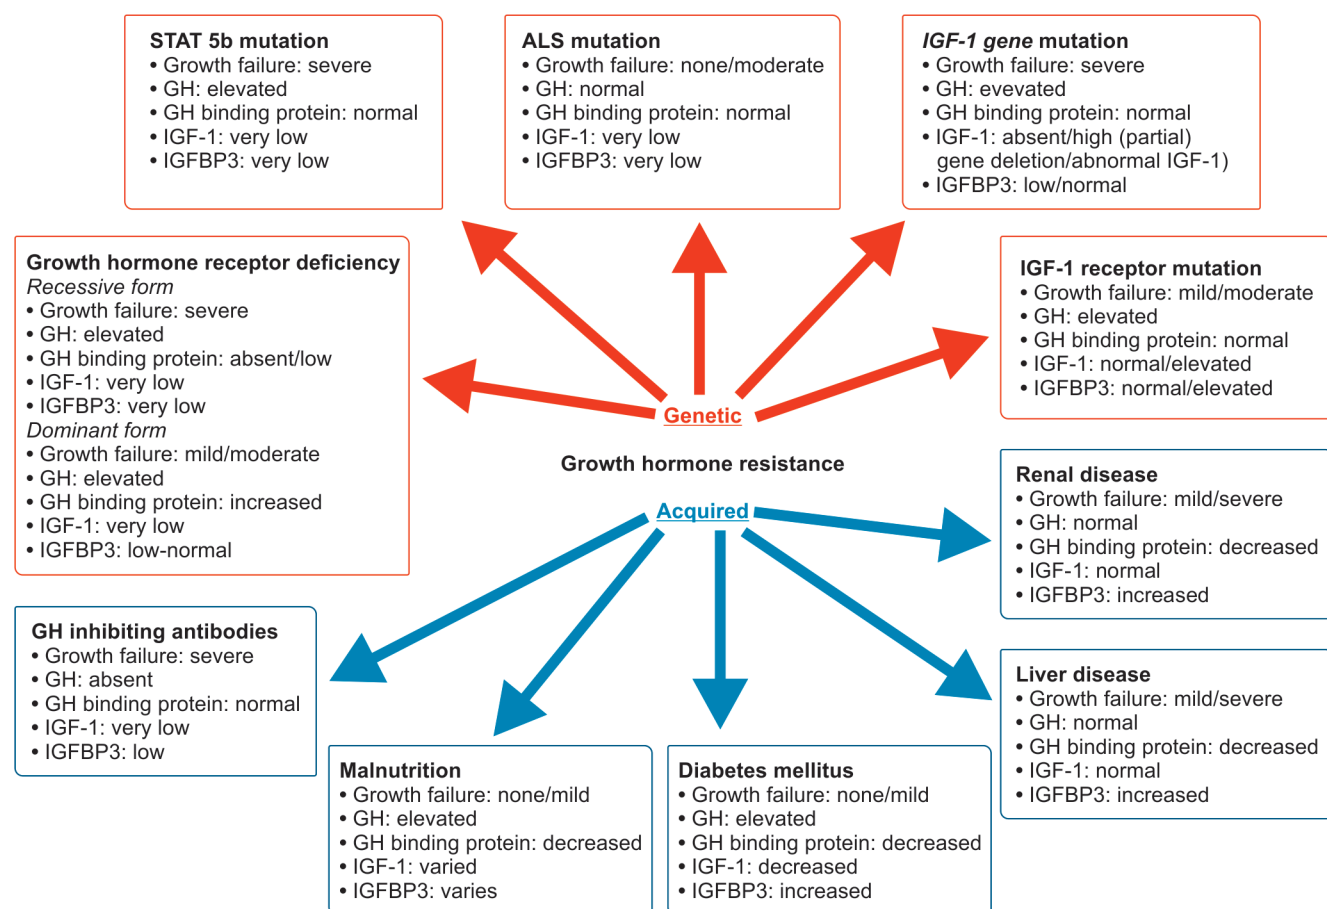 STAT 5b mutation
• Growth failure: severe
• GH: elevated
• GH binding protein: normal
• IGF-1: very low
• IGFBP3: very low
ALS mutation
• Growth failure: none/moderate
• GH: normal
• GH binding protein: normal
• IGF-1: very low
• IGFBP3: very low
IGF-1 gene mutation
• Growth failure: severe
• GH: evevated
• GH binding protein: normal
• IGF-1: absent/high (partial)
gene deletion/abnormal IGF-1)
• IGFBP3: low/normal
Growth hormone receptor deficiency
Recessive form
• Growth failure: severe
• GH: elevated
• GH binding protein: absent/low
• IGF-1: very low
• IGFBP3: very low
Dominant form
• Growth failure: mild/moderate
• GH: elevated
• GH binding protein: increased
• IGF-1: very low
• IGFBP3: low-normal
IGF-1 receptor mutation
• Growth failure: mild/moderate
• GH: elevated
• GH binding protein: normal
• IGF-1: normal/elevated
• IGFBP3: normal/elevated
Genetic
Growth hormone resistance
Acquired
Renal disease
• Growth failure: mild/severe
• GH: normal
• GH binding protein: decreased
• IGF-1: normal
• IGFBP3: increased
GH inhibiting antibodies
• Growth failure: severe
• GH: absent
• GH binding protein: normal
• IGF-1: very low
• IGFBP3: low
Liver disease
• Growth failure: mild/severe
• GH: normal
• GH binding protein: decreased
• IGF-1: normal
• IGFBP3: increased
Malnutrition
• Growth failure: none/mild
• GH: elevated
• GH binding protein: decreased
• IGF-1: varied
• IGFBP3: varies
Diabetes mellitus
• Growth failure: none/mild
• GH: elevated
• GH binding protein: decreased
• IGF-1: decreased
• IGFBP3: increased